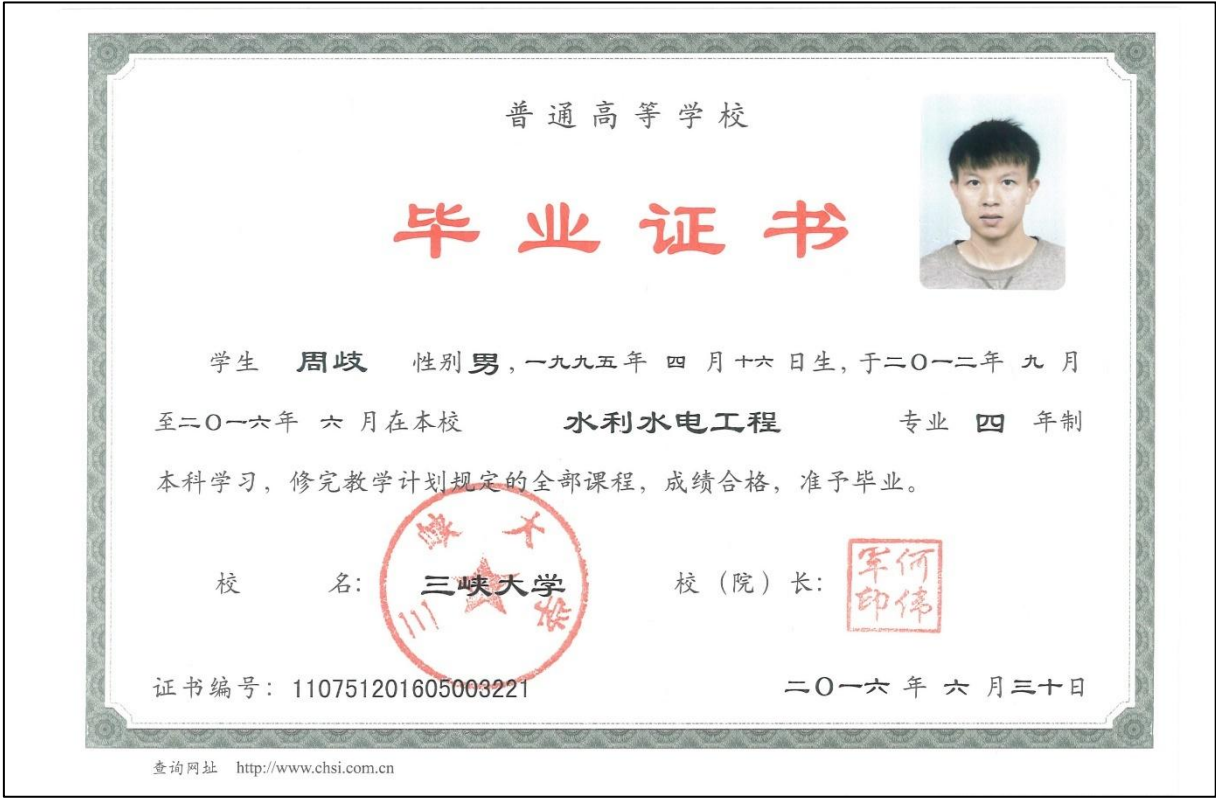 普通高等学校
毕业证书
学生 周歧 性别 男，一九九五年 四 月十六 日生，于二〇一二年 九 月
至二〇一六年 六 月在本校 水利水电工程 专业 四 年制
本科学习，修完教学计划规定的全部课程，成绩合格，准予毕业。
三峡大学
校 名：三峡大学 校（院）长：
何伟军印
证书编号：110751201605003221 二〇一六 年 六 月三十日
查询网址 http://www.chsi.com.cn